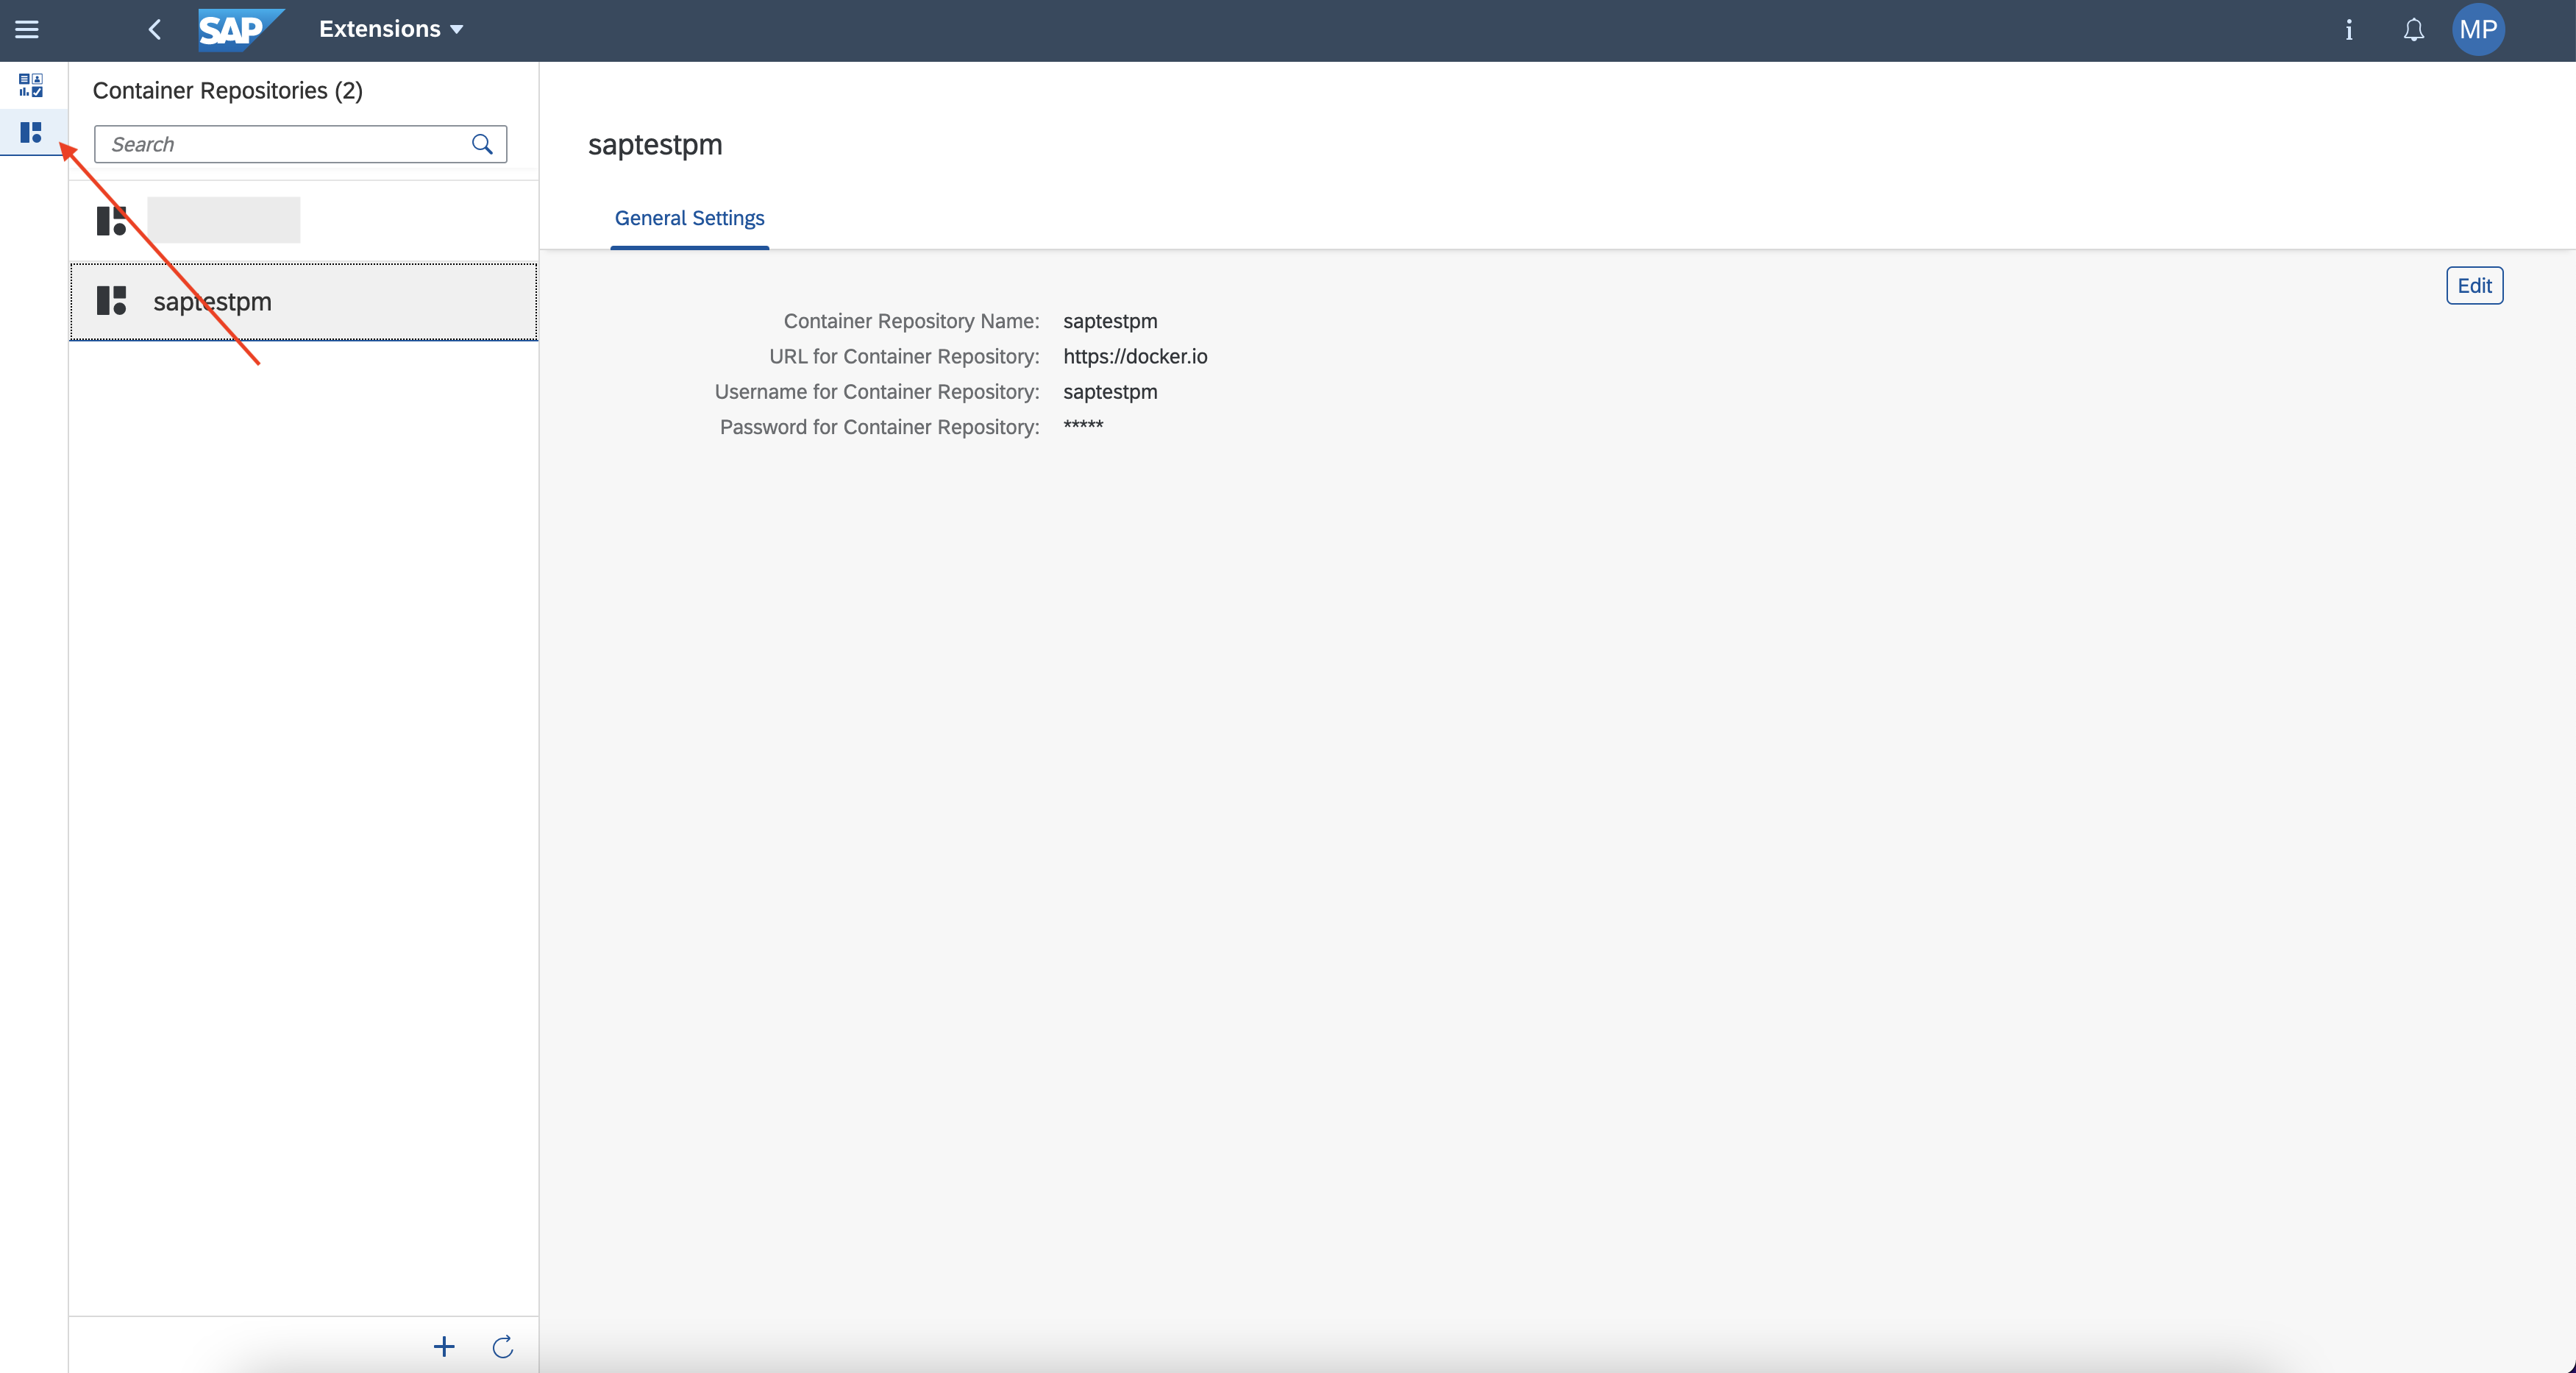 SAP Extensions
i
MP
Container Repositories (2)
Search
saptestpm
saptestpm
General Settings
Edit
Container Repository Name: saptestpm
URL for Container Repository: https://docker.io
Username for Container Repository: saptestpm
Password for Container Repository: *****